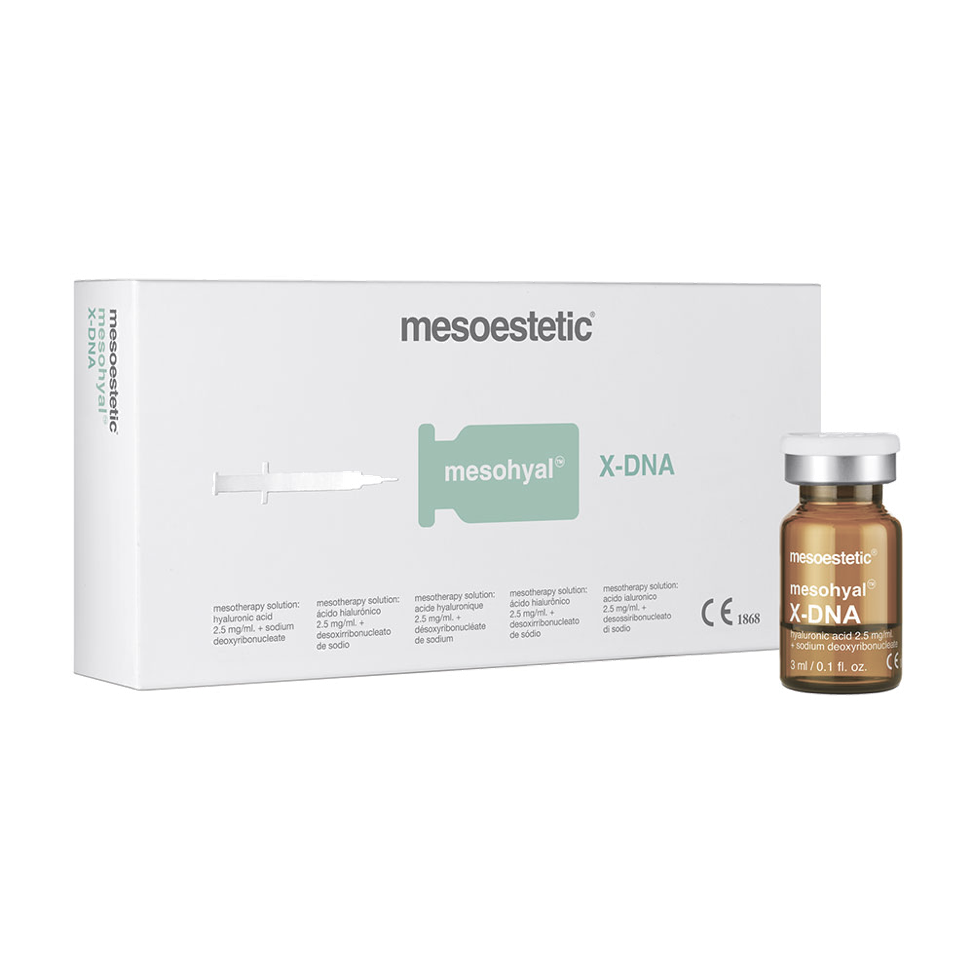 mesoestetic®
mesohyal®
X-DNA
mesoestetic®
mesohyal™
X-DNA
mesotherapy solution:
hyaluronic acid
2.5 mg/ml. + sodium
deoxyribonucleate
mesotherapy solution:
ácido hialurónico
2.5 mg/ml. +
desoxirribonucleato
de sodio
mesotherapy solution:
acide hyaluronique
2.5 mg/ml. +
désoxyribonucléate
de sodium
mesotherapy solution:
ácido hialurónico
2.5 mg/ml. +
desoxirribonucleato
de sódio
mesotherapy solution:
acido ialuronico
2.5 mg/ml. +
desossiribonucleato
di sodio
CE 1868
mesoestetic®
mesohyal™
X-DNA
hyaluronic acid 2.5 mg/ml.
+ sodium deoxyribonucle
3 ml / 0.1 fl. oz.
CE